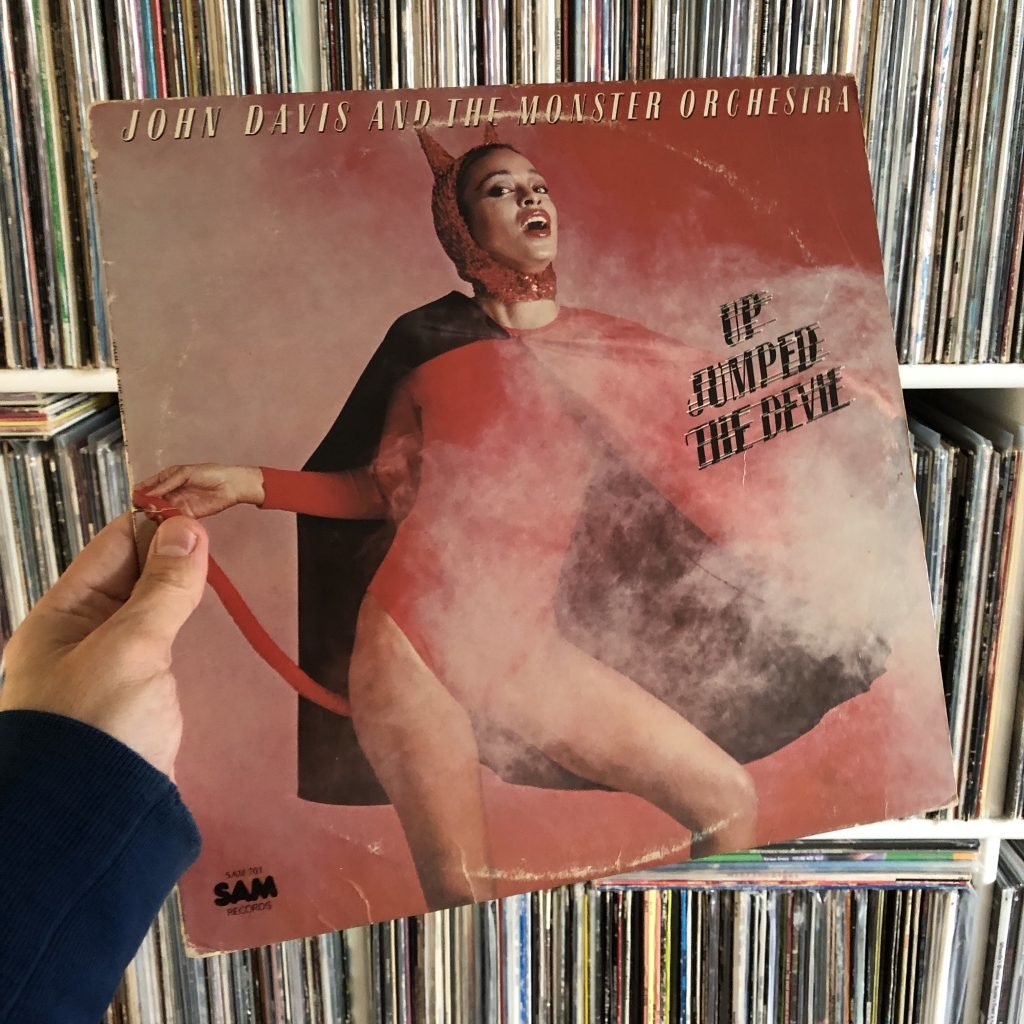 JOHN DAVIS AND THE MONSTER ORCHESTRA
UP
JUMPED
THE DEVIL
SAM 701
SAM
RECORDS